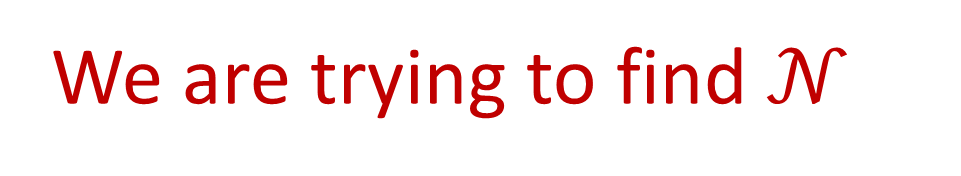 We are trying to find 𝒩